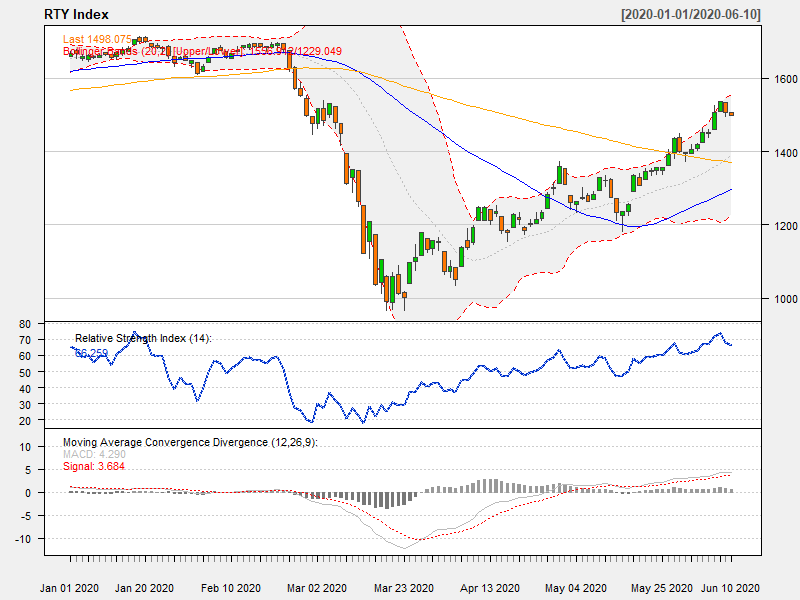 RTY Index [2020-01-01/2020-06-10]
Last 1498.075
Bollinger Bands (20,2) [Upper/Lower]: /1229.049
1600
1400
1200
1000
Relative Strength Index (14):
66.259
80
70
60
50
40
30
20
Moving Average Convergence Divergence (12,26,9):
MACD: 4.290
Signal: 3.684
10
5
0
-5
-10
Jan 01 2020 Jan 20 2020 Feb 10 2020 Mar 02 2020 Mar 23 2020 Apr 13 2020 May 04 2020 May 25 2020 Jun 10 2020